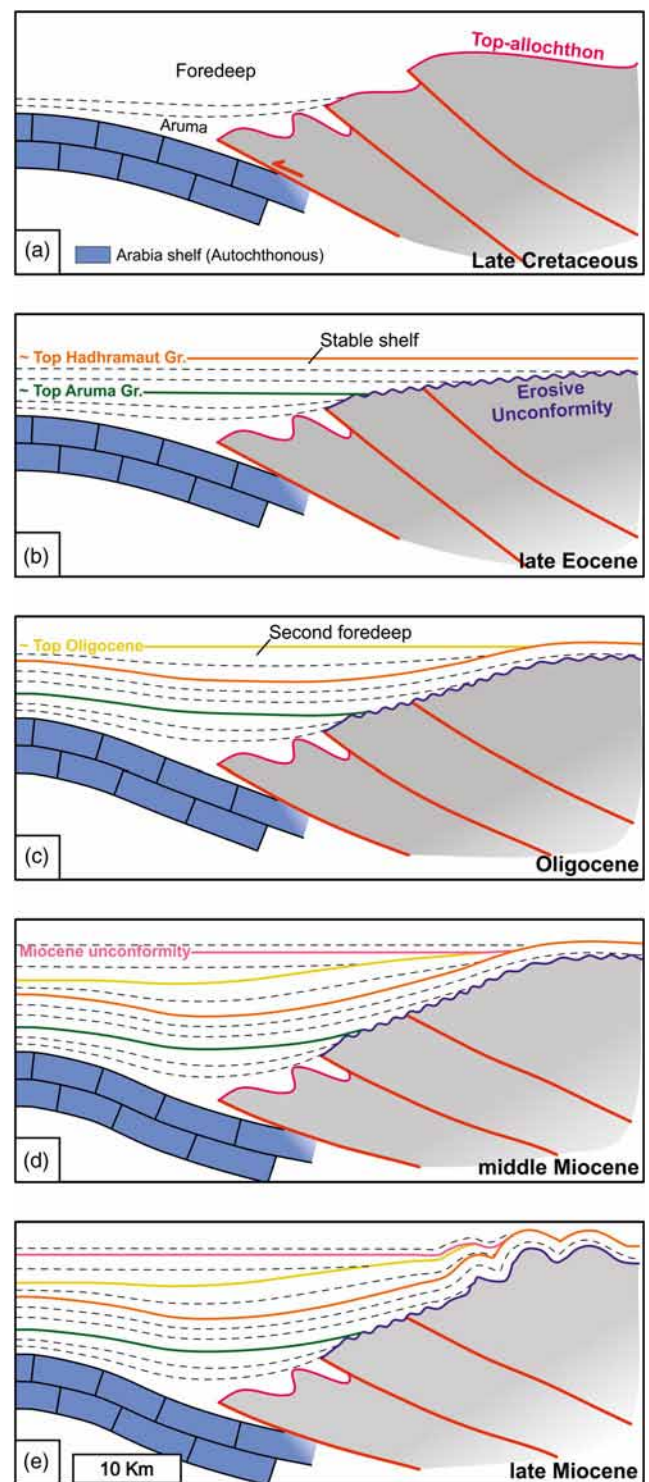 Top-allochthon
Foredeep
Aruma
(a)
Arabia shelf (Autochthonous)
Late Cretaceous
Stable shelf
~ Top Hadhramaut Gr.
~ Top Aruma Gr.
Erosive
Unconformity
(b)
late Eocene
Second foredeep
~ Top Oligocene
(c)
Oligocene
Miocene unconformity
(d)
middle Miocene
(e)
10 Km
late Miocene